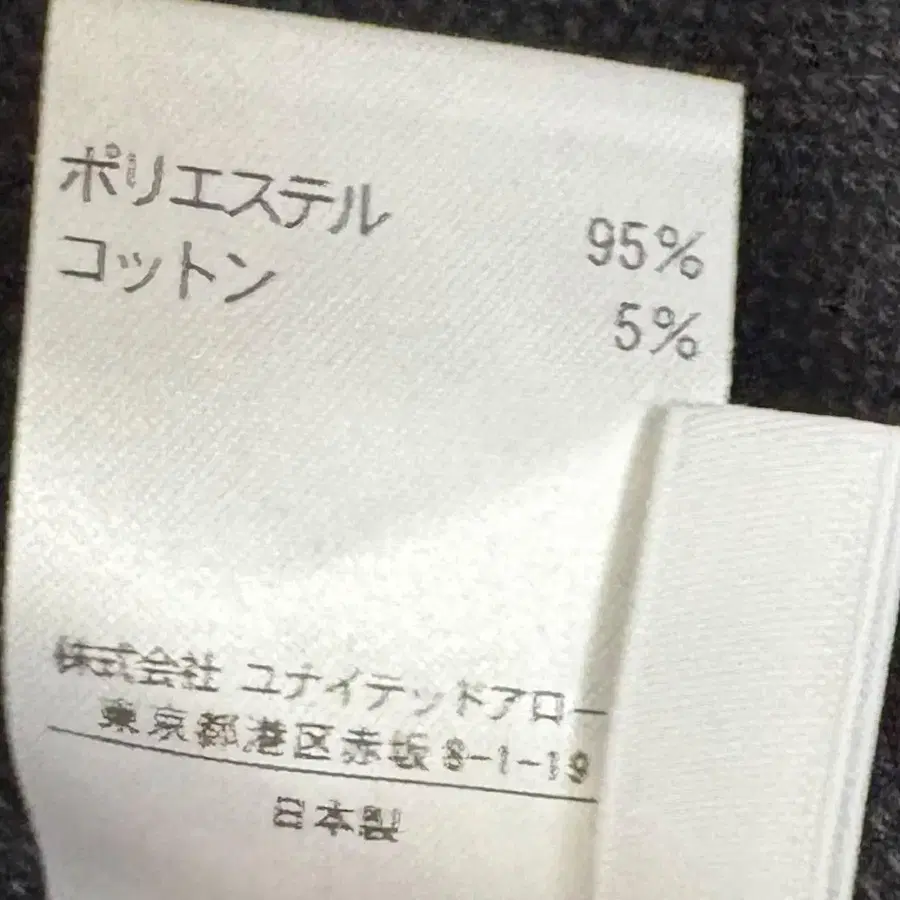 ポリエステル 95%
コットン 5%
株式会社 ユナイテッドアロー
東京都港区赤坂8-1-19
日本製